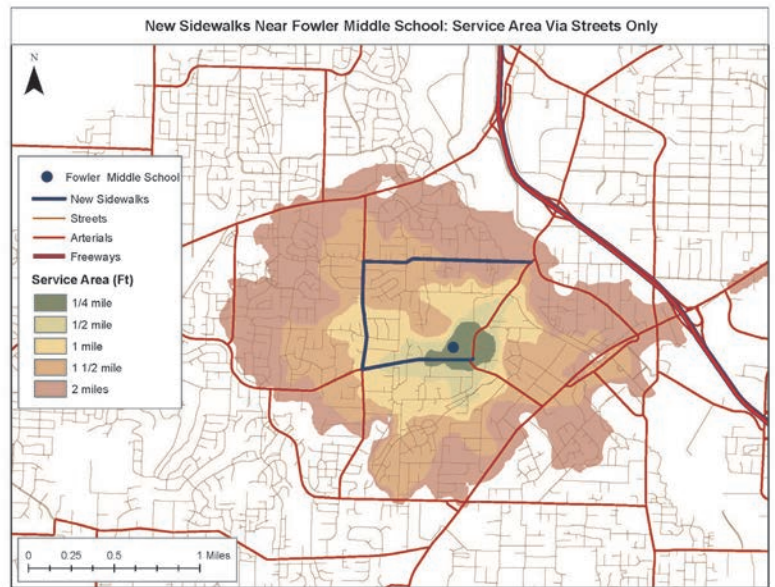 New Sidewalks Near Fowler Middle School: Service Area Via Streets Only
N
Fowler Middle School
New Sidewalks
Streets
Arterials
Freeways
Service Area (Ft)
1/4 mile
1/2 mile
1 mile
1 1/2 mile
2 miles
0 0.25 0.5 1 Miles